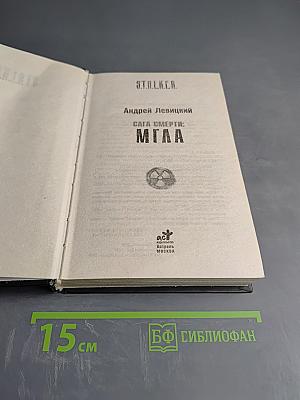 S.T.A.L.K.E.R.
Андрей Левицкий
САГА СМЕРТИ:
МГЛА
аст
Астрель
МОСКВА
15 см
БФ БИБЛИОФАН